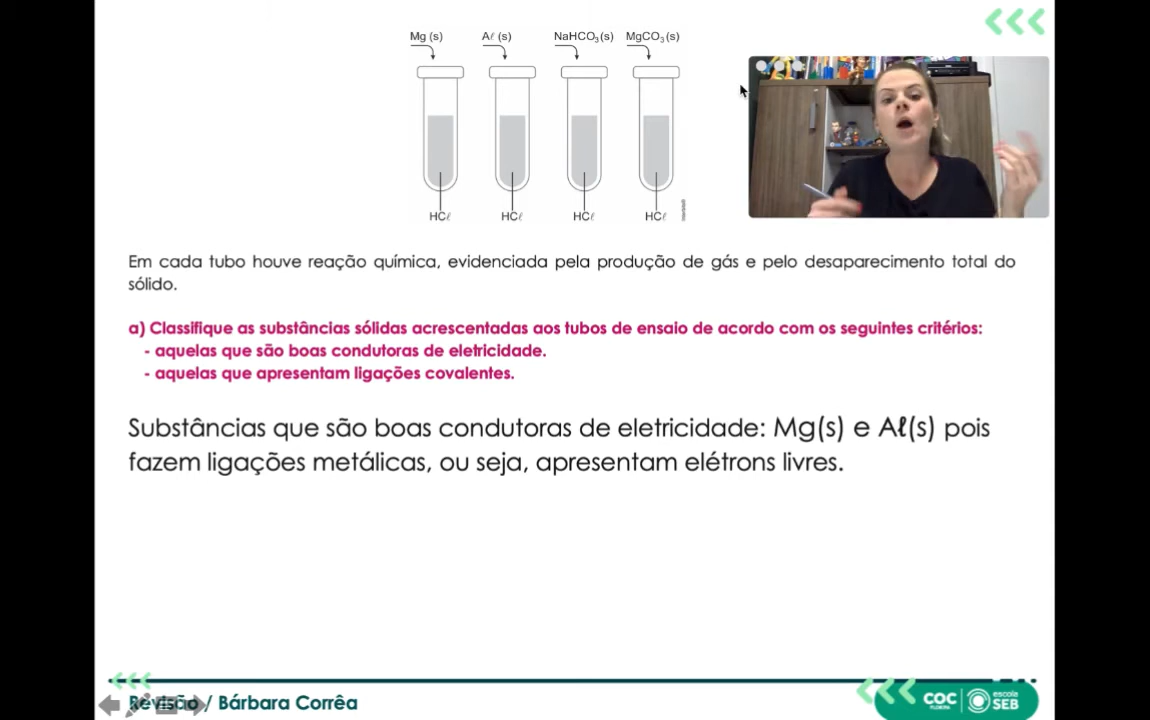 Mg (s) Aℓ (s) NaHCO₃(s) MgCO₃(s)
HCℓ HCℓ HCℓ HCℓ
Em cada tubo houve reação química, evidenciada pela produção de gás e pelo desaparecimento total do
sólido.
a) Classifique as substâncias sólidas acrescentadas aos tubos de ensaio de acordo com os seguintes critérios:
- aquelas que são boas condutoras de eletricidade.
- aquelas que apresentam ligações covalentes.
Substâncias que são boas condutoras de eletricidade: Mg(s) e Aℓ(s) pois
fazem ligações metálicas, ou seja, apresentam elétrons livres.
Revisão / Bárbara Corrêa
COC
escola
SEB